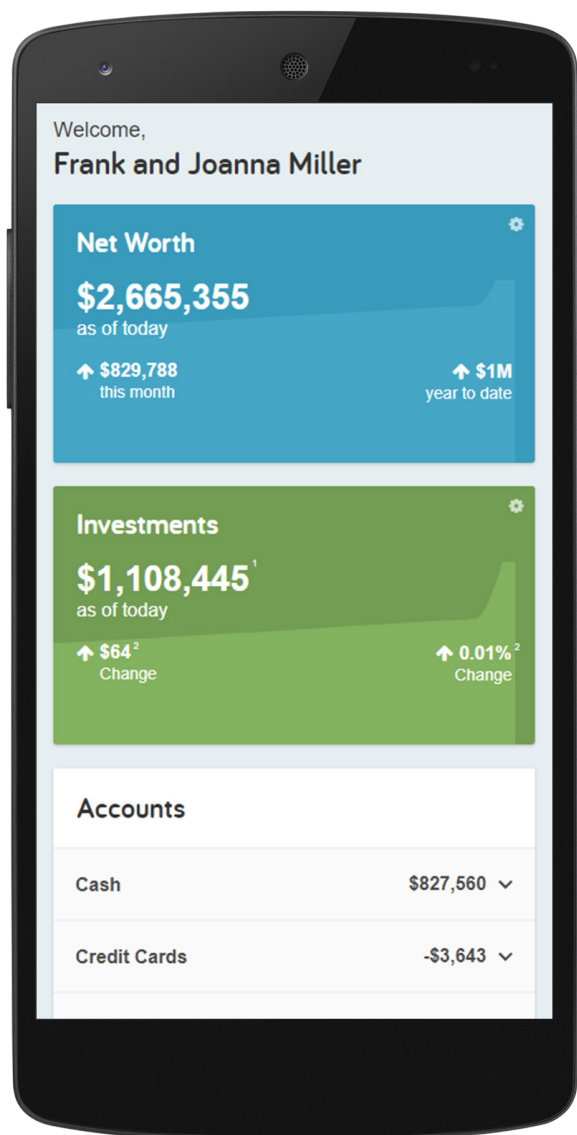 Welcome,
Frank and Joanna Miller
Net Worth
$2,665,355
as of today
$829,788
this month
$1M
year to date
Investments
$1,108,445¹
as of today
$64²
Change
0.01%²
Change
Accounts
Cash $827,560
Credit Cards -$3,643